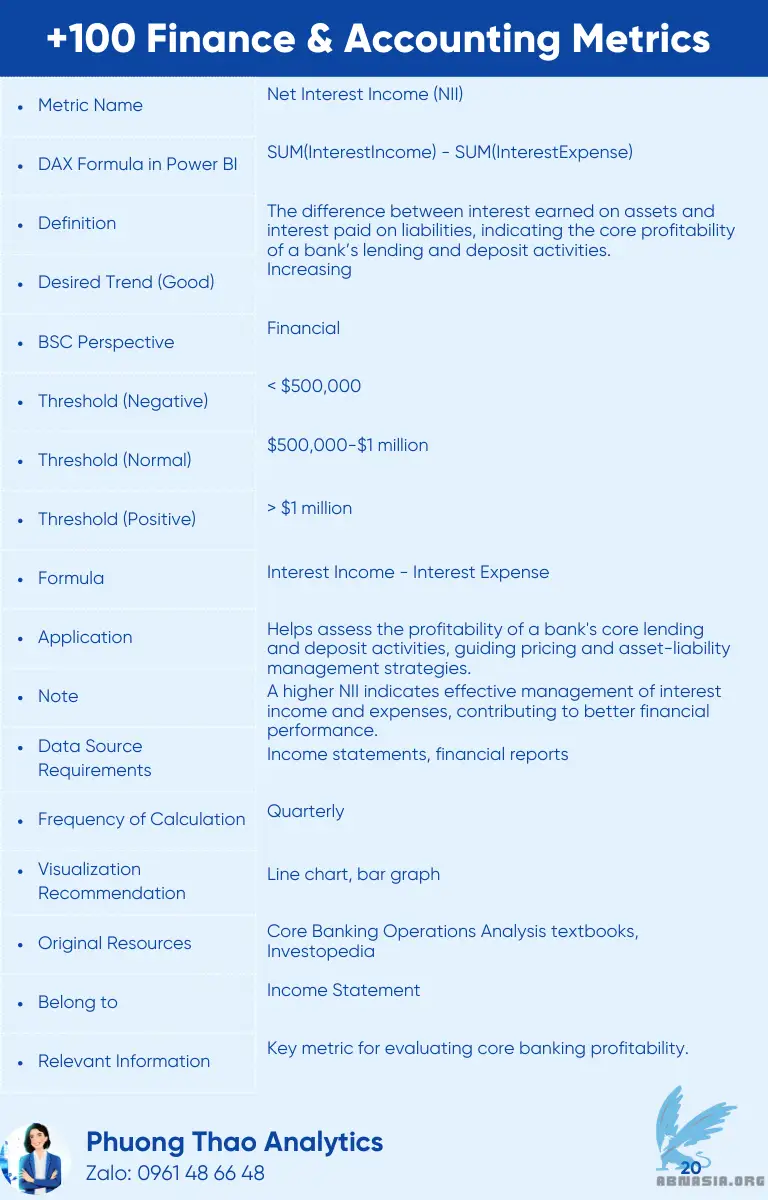 +100 Finance & Accounting Metrics
• Metric Name
Net Interest Income (NII)
• DAX Formula in Power BI
SUM(InterestIncome) - SUM(InterestExpense)
• Definition
The difference between interest earned on assets and
interest paid on liabilities, indicating the core profitability
of a bank’s lending and deposit activities.
• Desired Trend (Good)
Increasing
• BSC Perspective
Financial
• Threshold (Negative)
< $500,000
• Threshold (Normal)
$500,000-$1 million
• Threshold (Positive)
> $1 million
• Formula
Interest Income - Interest Expense
• Application
Helps assess the profitability of a bank's core lending
and deposit activities, guiding pricing and asset-liability
management strategies.
• Note
A higher NII indicates effective management of interest
income and expenses, contributing to better financial
performance.
• Data Source
Requirements
Income statements, financial reports
• Frequency of Calculation
Quarterly
• Visualization
Recommendation
Line chart, bar graph
• Original Resources
Core Banking Operations Analysis textbooks,
Investopedia
• Belong to
Income Statement
• Relevant Information
Key metric for evaluating core banking profitability.
Phuong Thao Analytics
Zalo: 0961 48 66 48
20
ABNASIA.ORG